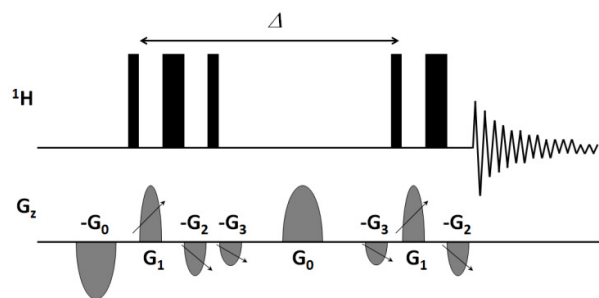 Δ
¹H
G_z
-G₀ -G₂ -G₃ -G₃ -G₂
G₁ G₀ G₁